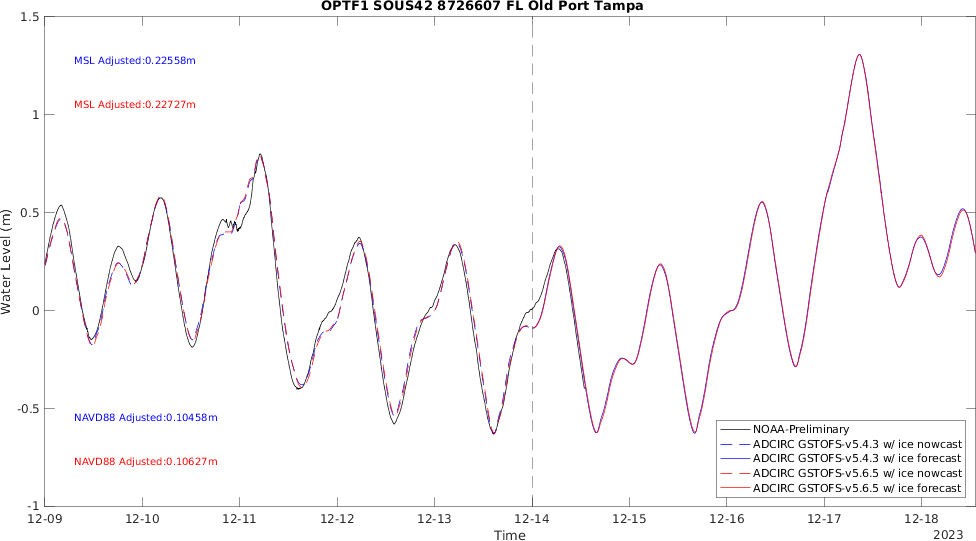 OPTF1 SOUS42 8726607 FL Old Port Tampa
1.5
MSL Adjusted:0.22558m
MSL Adjusted:0.22727m
1
0.5
Water Level (m)
0
-0.5
NAVD88 Adjusted:0.10458m
NAVD88 Adjusted:0.10627m
NOAA-Preliminary
ADCIRC GSTOFS-v5.4.3 w/ ice nowcast
ADCIRC GSTOFS-v5.4.3 w/ ice forecast
ADCIRC GSTOFS-v5.6.5 w/ ice nowcast
ADCIRC GSTOFS-v5.6.5 w/ ice forecast
-1
12-09 12-10 12-11 12-12 12-13 12-14 12-15 12-16 12-17 12-18
Time
2023